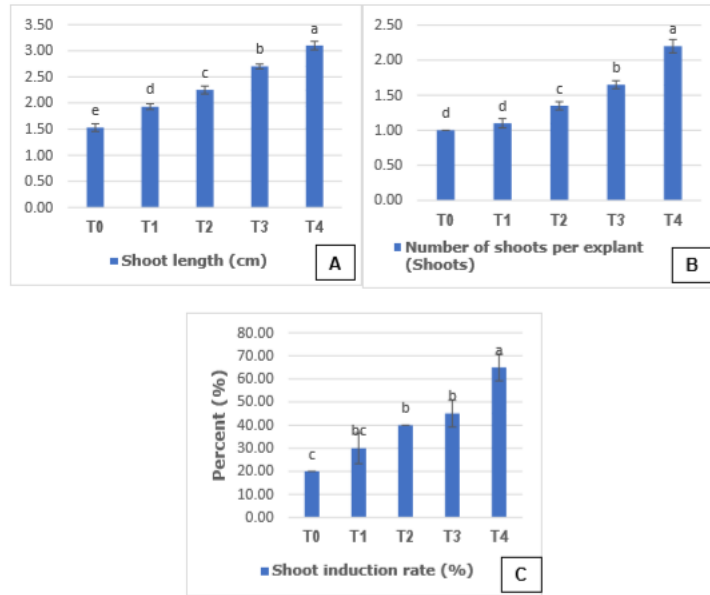 3.50
3.00
2.50
2.00
1.50
1.00
0.50
0.00
e
d
c
b
a
T0 T1 T2 T3 T4
Shoot length (cm)
A
2.50
2.00
1.50
1.00
0.50
0.00
d
d
c
b
a
T0 T1 T2 T3 T4
Number of shoots per explant
(Shoots)
B
Percent (%)
80.00
70.00
60.00
50.00
40.00
30.00
20.00
10.00
0.00
c
bc
b
b
a
T0 T1 T2 T3 T4
Shoot induction rate (%)
C